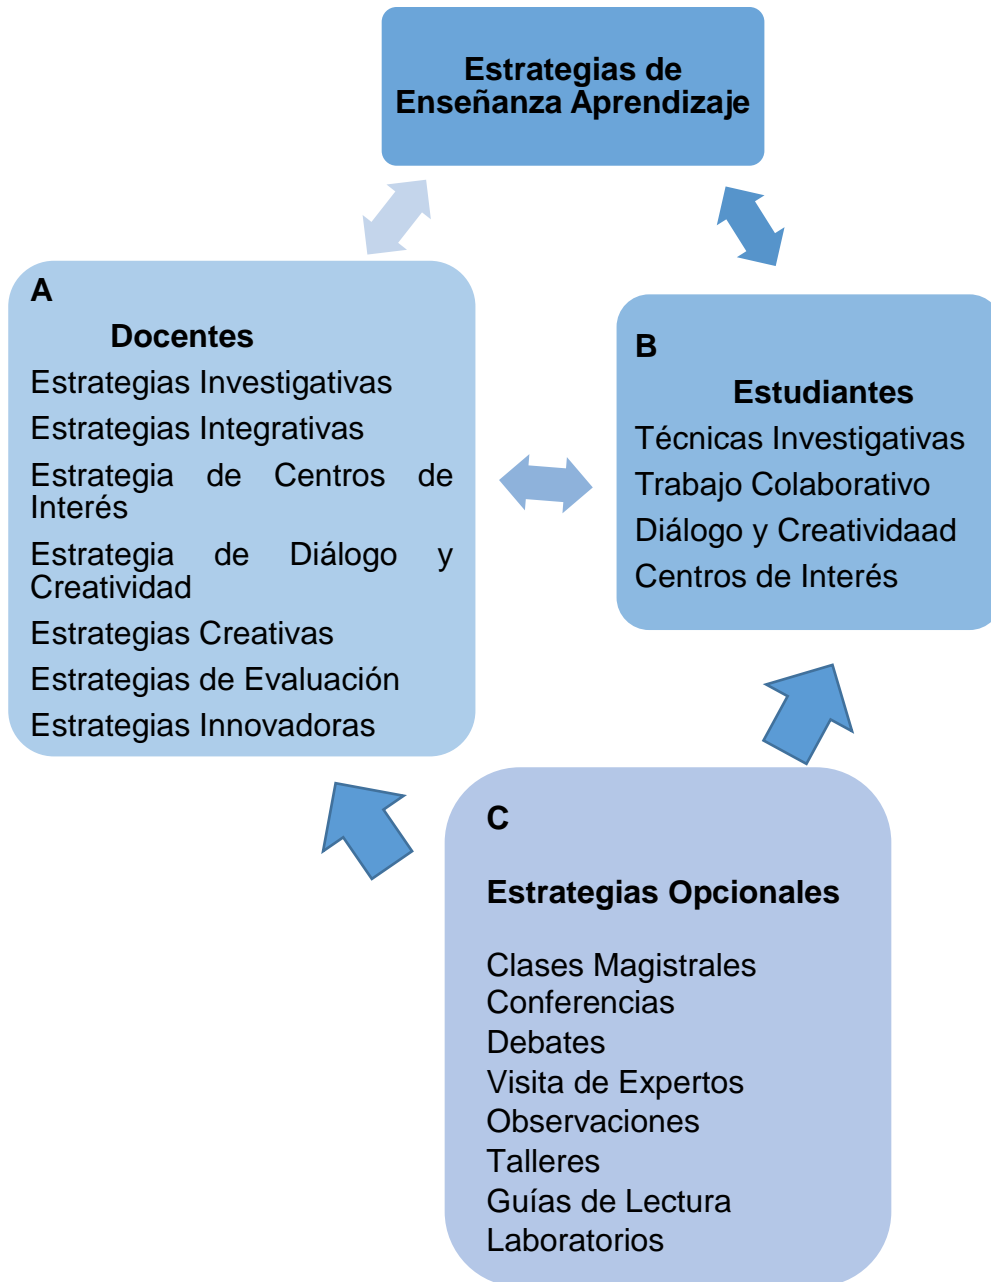 Estrategias de
Enseñanza Aprendizaje
A
Docentes
Estrategias Investigativas
Estrategias Integrativas
Estrategia de Centros de
Interés
Estrategia de Diálogo y
Creatividad
Estrategias Creativas
Estrategias de Evaluación
Estrategias Innovadoras
B
Estudiantes
Técnicas Investigativas
Trabajo Colaborativo
Diálogo y Creatividaad
Centros de Interés
C
Estrategias Opcionales
Clases Magistrales
Conferencias
Debates
Visita de Expertos
Observaciones
Talleres
Guías de Lectura
Laboratorios